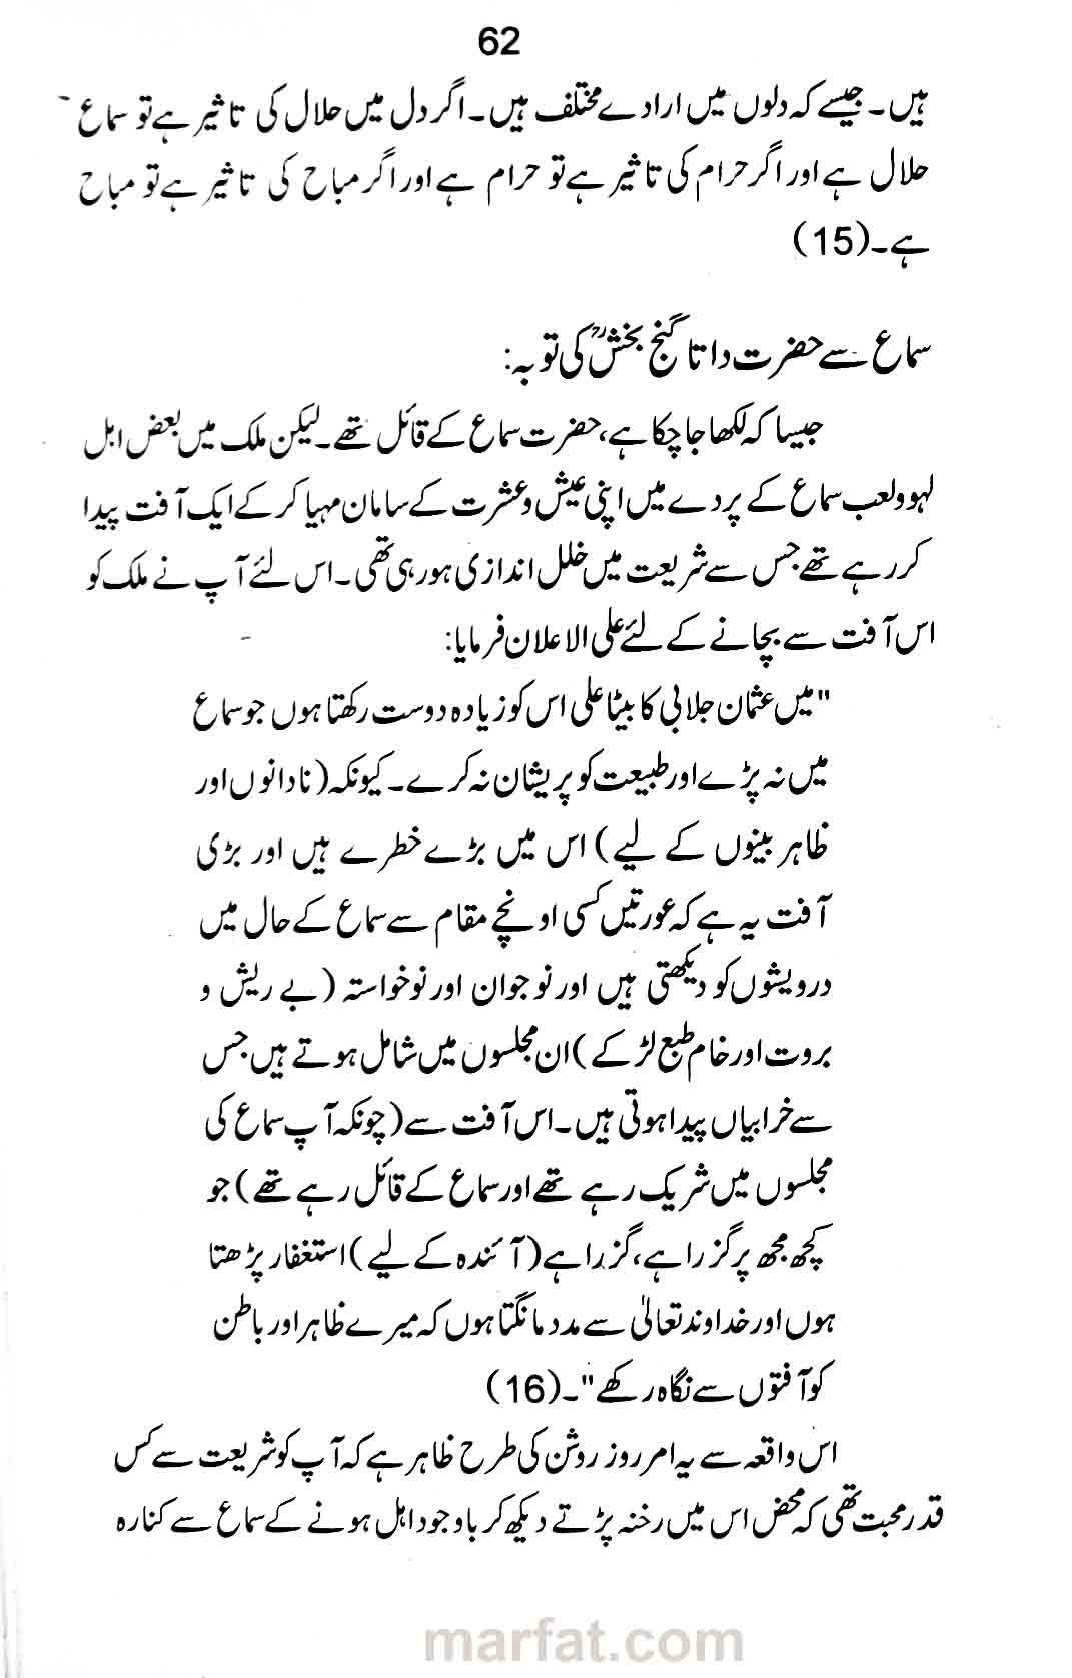 62
ہیں۔ جیسے کہ دلوں میں ارادے مختلف ہیں۔ اگر دل میں حلال کی تاثیر ہے تو سماع
حلال ہے اور اگر حرام کی تاثیر ہے تو حرام ہے اور اگر مباح کی تاثیر ہے تو مباح
ہے۔(15)
سماع سے حضرت داتا گنج بخشؒ کی توبہ:
جیسا کہ لکھا جا چکا ہے، حضرت سماع کے قائل تھے۔ لیکن ملک میں بعض اہل
لہو ولعب سماع کے پردے میں اپنی عیش و عشرت کے سامان مہیا کر کے ایک آفت پیدا
کر رہے تھے جس سے شریعت میں خلل اندازی ہو رہی تھی۔ اس لئے آپ نے ملک کو
اس آفت سے بچانے کے لئے علی الاعلان فرمایا:
"میں عثمان جلابی کا بیٹا علی اس کو زیادہ دوست رکھتا ہوں جو سماع
میں نہ پڑے اور طبیعت کو پریشان نہ کرے۔ کیونکہ (نادانوں اور
ظاہر بینوں کے لیے) اس میں بڑے خطرے ہیں اور بڑی
آفت یہ ہے کہ عورتیں کسی اونچے مقام سے سماع کے حال میں
درویشوں کو دیکھتی ہیں اور نوجوان اور نوخواستہ (بے ریش و
بروت اور خام طبع لڑکے) ان مجلسوں میں شامل ہوتے ہیں جس
سے خرابیاں پیدا ہوتی ہیں۔ اس آفت سے (چونکہ آپ سماع کی
مجلسوں میں شریک رہے تھے اور سماع کے قائل رہے تھے) جو
کچھ مجھ پر گزرا ہے، گزرا ہے (آئندہ کے لیے) استغفار پڑھتا
ہوں اور خداوند تعالیٰ سے مدد مانگتا ہوں کہ میرے ظاہر اور باطن
کو آفتوں سے نگاہ رکھے"۔(16)
اس واقعہ سے یہ امر روز روشن کی طرح ظاہر ہے کہ آپ کو شریعت سے کس
قدر محبت تھی کہ محض اس میں رخنہ پڑتے دیکھ کر باوجود اہل ہونے کے سماع سے کنارہ
marfat.com